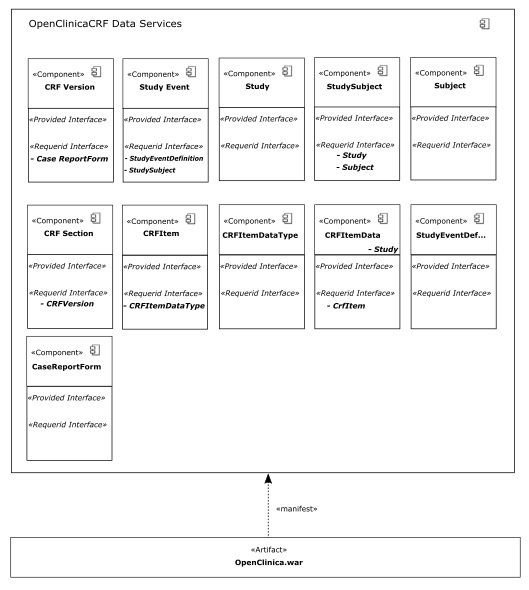 OpenClinicaCRF Data Services
«Component»
CRF Version
«Provided Interface»
«Requerid Interface»
- Case ReportForm
«Component»
Study Event
«Provided Interface»
«Requerid Interface»
- StudyEventDefinition
- StudySubject
«Component»
Study
«Provided Interface»
«Requerid Interface»
«Component»
StudySubject
«Provided Interface»
«Requerid Interface»
- Study
- Subject
«Component»
Subject
«Provided Interface»
«Requerid Interface»
«Component»
CRF Section
«Provided Interface»
«Requerid Interface»
- CRFVersion
«Component»
CRFItem
«Provided Interface»
«Requerid Interface»
- CRFItemDataType
«Component»
CRFItemDataType
«Provided Interface»
«Requerid Interface»
«Component»
CRFItemData
- Study
«Provided Interface»
«Requerid Interface»
- CrfItem
«Component»
StudyEventDef...
«Provided Interface»
«Requerid Interface»
«Component»
CaseReportForm
«Provided Interface»
«Requerid Interface»
«manifest»
«Artifact»
OpenClinica.war